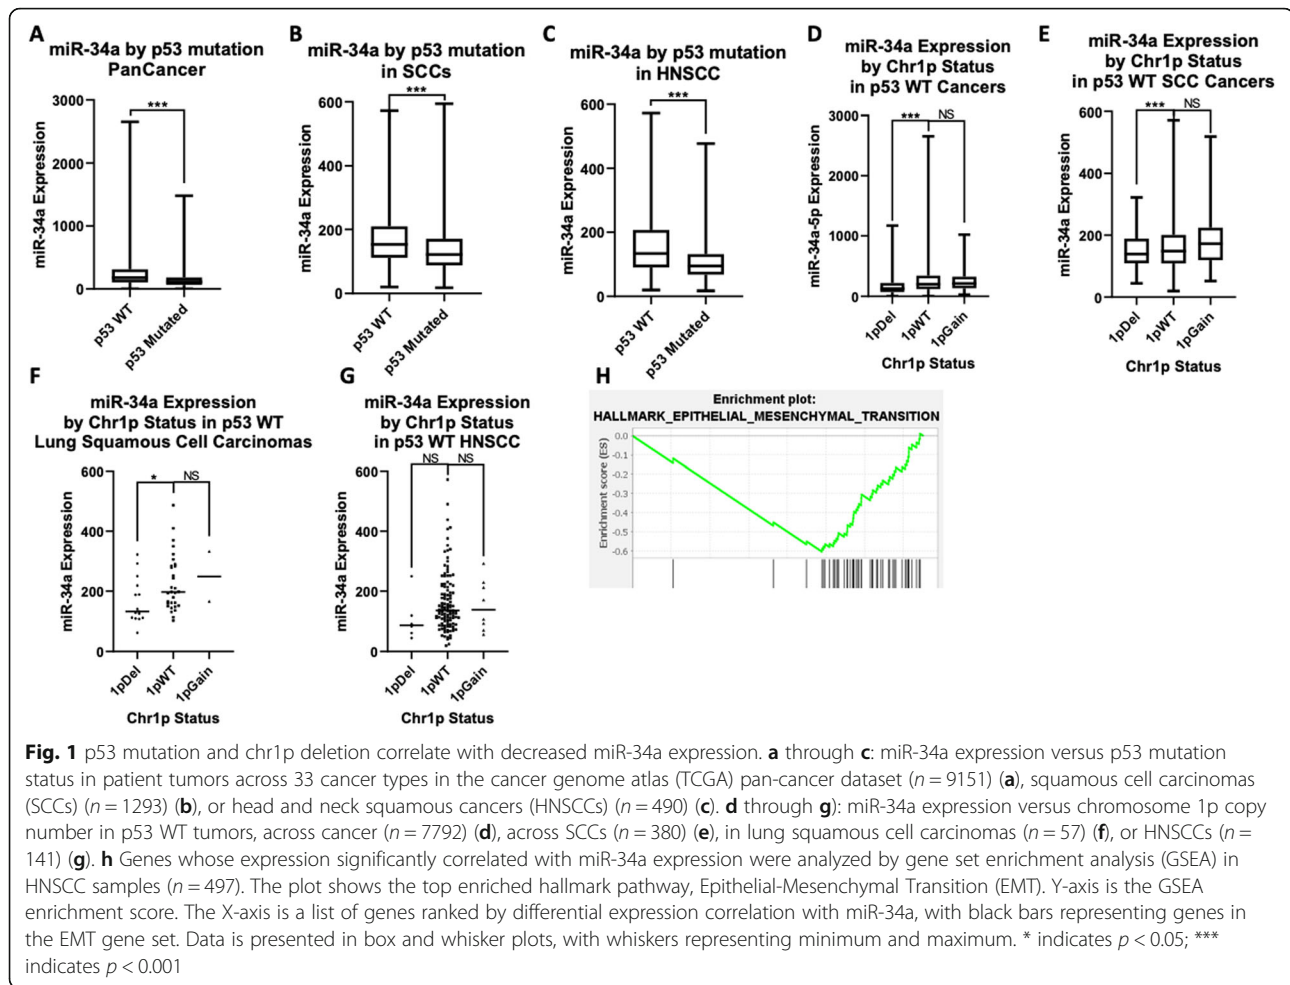 A
miR-34a by p53 mutation
PanCancer
miR-34a Expression
3000
2000
1000
0
***
p53 WT
p53 Mutated
B
miR-34a by p53 mutation
in SCCs
miR-34a Expression
600
400
200
0
***
p53 WT
p53 Mutated
C
miR-34a by p53 mutation
in HNSCC
miR-34a Expression
600
400
200
0
***
p53 WT
p53 Mutated
D
miR-34a Expression
by Chr1p Status
in p53 WT Cancers
miR-34a-5p Expression
3000
2000
1000
0
***
NS
1pDel
1pWT
1pGain
Chr1p Status
E
miR-34a Expression
by Chr1p Status
in p53 WT SCC Cancers
miR-34a Expression
600
400
200
0
***
NS
1pDel
1pWT
1pGain
Chr1p Status
F
miR-34a Expression
by Chr1p Status in p53 WT
Lung Squamous Cell Carcinomas
miR-34a Expression
600
400
200
0
*
NS
1pDel
1pWT
1pGain
Chr1p Status
G
miR-34a Expression
by Chr1p Status
in p53 WT HNSCC
miR-34a Expression
600
400
200
0
NS
NS
1pDel
1pWT
1pGain
Chr1p Status
H
Enrichment plot:
HALLMARK_EPITHELIAL_MESENCHYMAL_TRANSITION
Enrichment score (ES)
0.0
-0.1
-0.2
-0.3
-0.4
-0.5
-0.6
Fig. 1 p53 mutation and chr1p deletion correlate with decreased miR-34a expression. a through c: miR-34a expression versus p53 mutation
status in patient tumors across 33 cancer types in the cancer genome atlas (TCGA) pan-cancer dataset (n = 9151) (a), squamous cell carcinomas
(SCCs) (n = 1293) (b), or head and neck squamous cancers (HNSCCs) (n = 490) (c). d through g): miR-34a expression versus chromosome 1p copy
number in p53 WT tumors, across cancer (n = 7792) (d), across SCCs (n = 380) (e), in lung squamous cell carcinomas (n = 57) (f), or HNSCCs (n =
141) (g). h Genes whose expression significantly correlated with miR-34a expression were analyzed by gene set enrichment analysis (GSEA) in
HNSCC samples (n = 497). The plot shows the top enriched hallmark pathway, Epithelial-Mesenchymal Transition (EMT). Y-axis is the GSEA
enrichment score. The X-axis is a list of genes ranked by differential expression correlation with miR-34a, with black bars representing genes in
the EMT gene set. Data is presented in box and whisker plots, with whiskers representing minimum and maximum. * indicates p < 0.05; ***
indicates p < 0.001